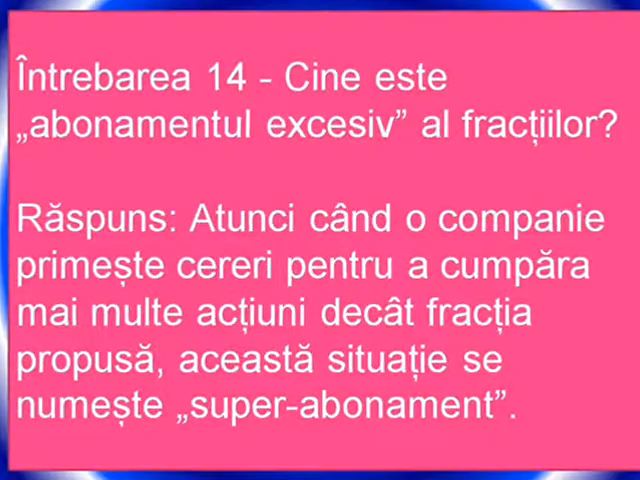 Întrebarea 14 - Cine este
„abonamentul excesiv” al fracțiilor?
Răspuns: Atunci când o companie
primește cereri pentru a cumpăra
mai multe acțiuni decât fracția
propusă, această situație se
numește „super-abonament”.